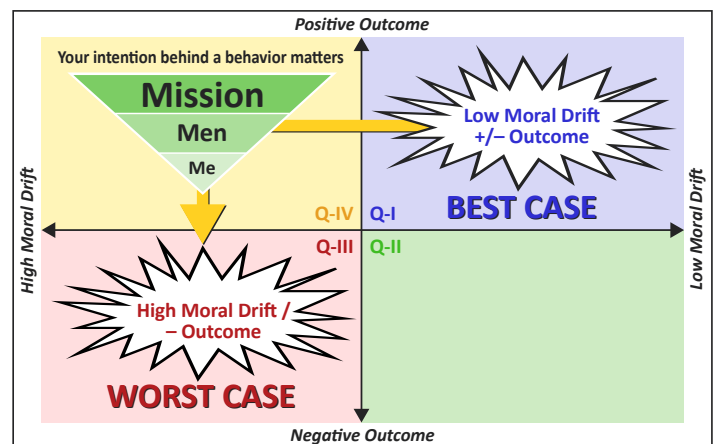 Positive Outcome
Your intention behind a behavior matters
Mission
Men
Me
Low Moral Drift
+/– Outcome
BEST CASE
Q-IV
Q-I
High Moral Drift
Low Moral Drift
Q-III
Q-II
High Moral Drift /
– Outcome
WORST CASE
Negative Outcome